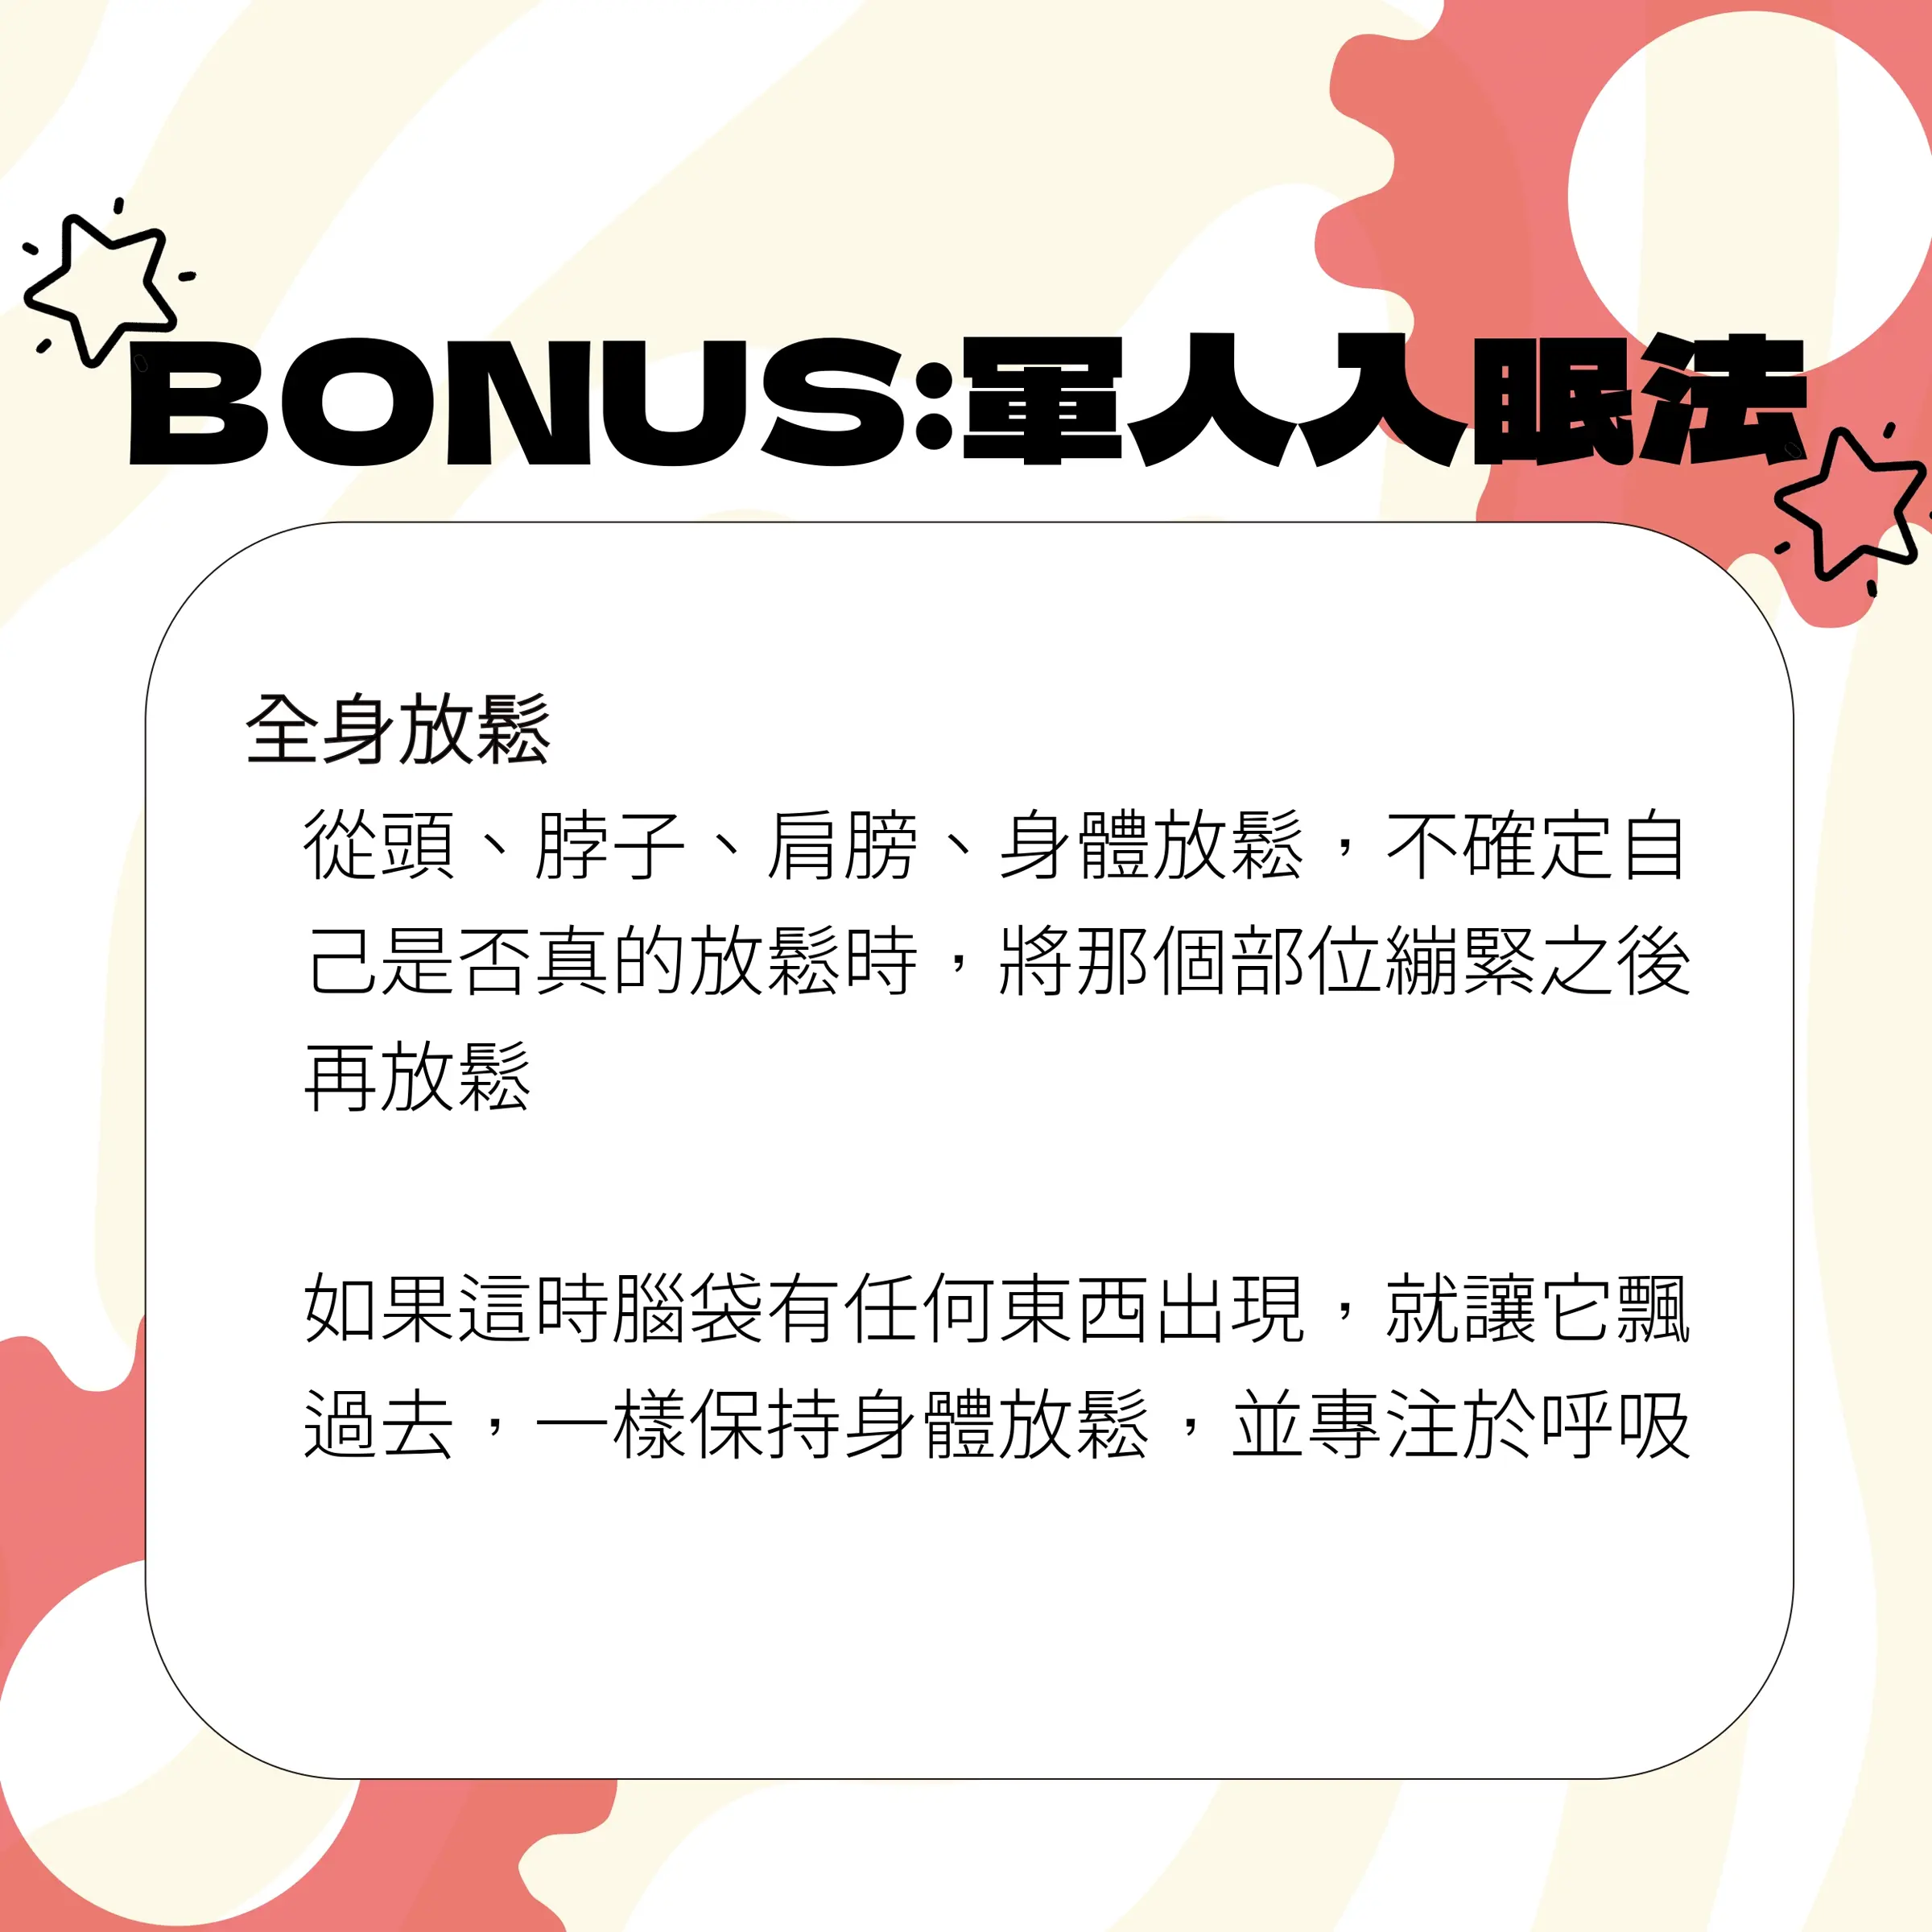 BONUS:軍人入眠法
全身放鬆
從頭、脖子、肩膀、身體放鬆，不確定自
己是否真的放鬆時，將那個部位繃緊之後
再放鬆
如果這時腦袋有任何東西出現，就讓它飄
過去，一樣保持身體放鬆，並專注於呼吸